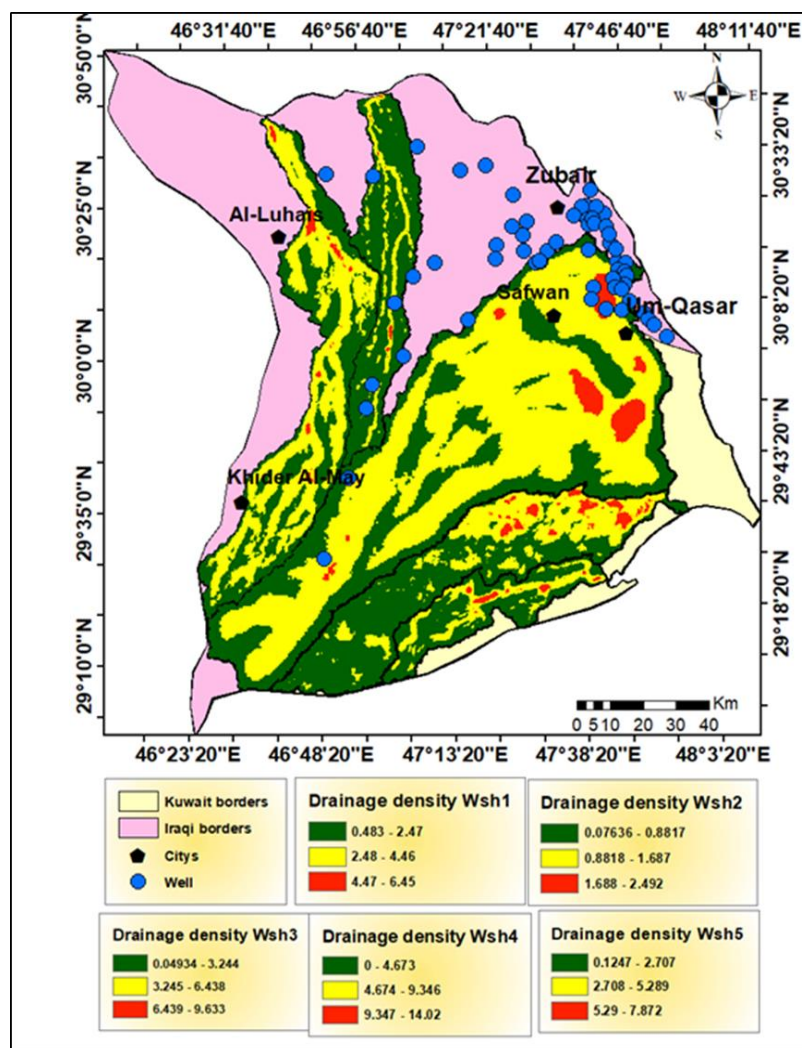 46°31'40"E 46°56'40"E 47°21'40"E 47°46'40"E 48°11'40"E
N
W E
S
30°50'0"N
30°33'20"N
30°25'0"N
30°8'20"N
30°0'0"N
29°43'20"N
29°35'0"N
29°18'20"N
29°10'0"N
Zubair
Al-Luhais
Safwan
Um-Qasar
Khider Al-May
Km
0 5 10 20 30 40
46°23'20"E 46°48'20"E 47°13'20"E 47°38'20"E 48°3'20"E
Kuwait borders
Iraqi borders
Citys
Well
Drainage density Wsh1
0.483 - 2.47
2.48 - 4.46
4.47 - 6.45
Drainage density Wsh2
0.07636 - 0.8817
0.8818 - 1.687
1.688 - 2.492
Drainage density Wsh3
0.04934 - 3.244
3.245 - 6.438
6.439 - 9.633
Drainage density Wsh4
0 - 4.673
4.674 - 9.346
9.347 - 14.02
Drainage density Wsh5
0.1247 - 2.707
2.708 - 5.289
5.29 - 7.872